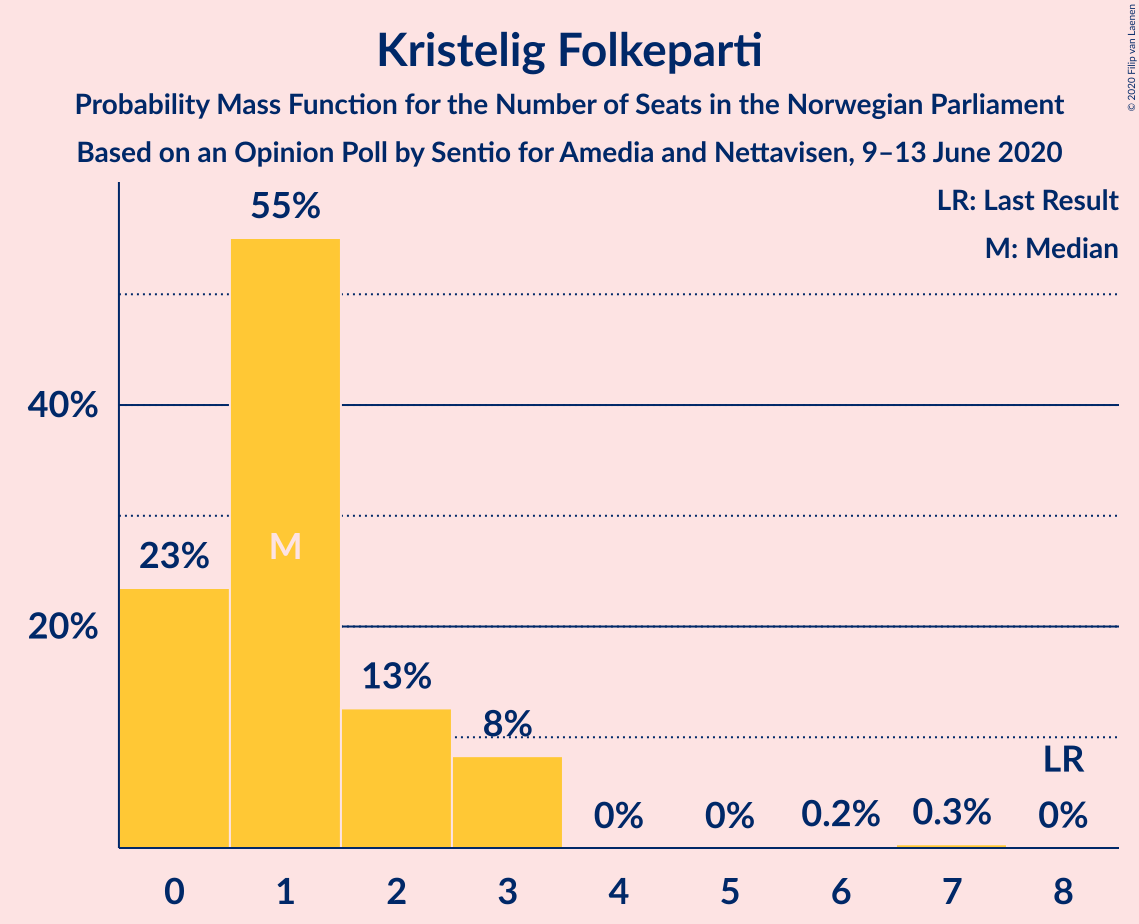 Kristelig Folkeparti
Probability Mass Function for the Number of Seats in the Norwegian Parliament
Based on an Opinion Poll by Sentio for Amedia and Nettavisen, 9–13 June 2020
© 2020 Filip van Laenen
LR: Last Result
M: Median
55%
40%
23%
M
20%
13%
8%
LR
0%
0%
0.2%
0.3%
0%
0 1 2 3 4 5 6 7 8